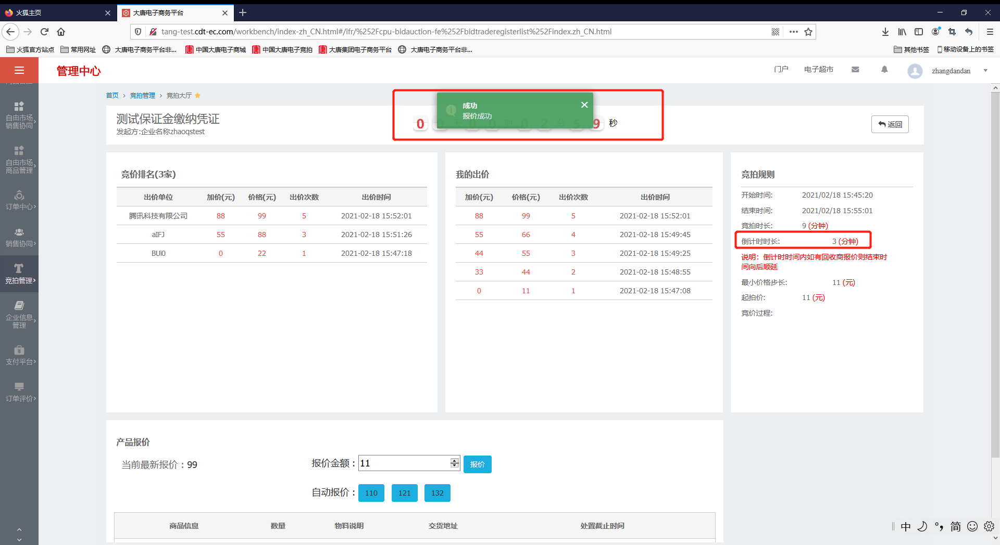 火狐主页
大唐电子商务平台
tang-test.cdt-ec.com/workbench/index-zh_CN.html#/ifr/%252Fcpu-bidauction-fe%252Fbidtraderegisterlist%252Findex.zh_CN.html
火狐官方站点 常用网址 大唐电子商务平台非... 中国大唐电子商城 中国大唐电子竞拍 大唐集团电子商务平台 大唐电子商务平台非... 其他书签 移动设备上的书签
管理中心 门户 电子超市 zhangdandan
自由市场
销售协同
自由市场
商品管理
订单中心
销售协同
竞拍管理
企业信息
管理
支付平台
订单评价
首页 > 竞拍管理 > 竞拍大厅
测试保证金缴纳凭证
发起方:企业名称zhaoqstest
成功
报价成功
0 0 天 0 0 时 0 2 分 5 9 秒
返回
竞价排名(3家)
出价单位 加价(元) 价格(元) 出价次数 出价时间
腾讯科技有限公司 88 99 5 2021-02-18 15:52:01
aIFJ 55 88 3 2021-02-18 15:51:26
BUi0 0 22 1 2021-02-18 15:47:18
我的出价
加价(元) 价格(元) 出价次数 出价时间
88 99 5 2021-02-18 15:52:01
55 66 4 2021-02-18 15:49:45
44 55 3 2021-02-18 15:49:25
33 44 2 2021-02-18 15:48:55
0 11 1 2021-02-18 15:47:08
竞拍规则
开始时间: 2021/02/18 15:45:20
结束时间: 2021/02/18 15:55:01
竞拍时长: 9 (分钟)
倒计时时长: 3 (分钟)
说明：倒计时时间内如有回收商报价则结束时
间向后顺延
最小价格步长: 11 (元)
起拍价: 11 (元)
竞价过程:
产品报价
当前最新报价：99
报价金额：11 报价
自动报价：110 121 132
商品信息 数量 物料说明 交货地址 处置截止时间
中 简